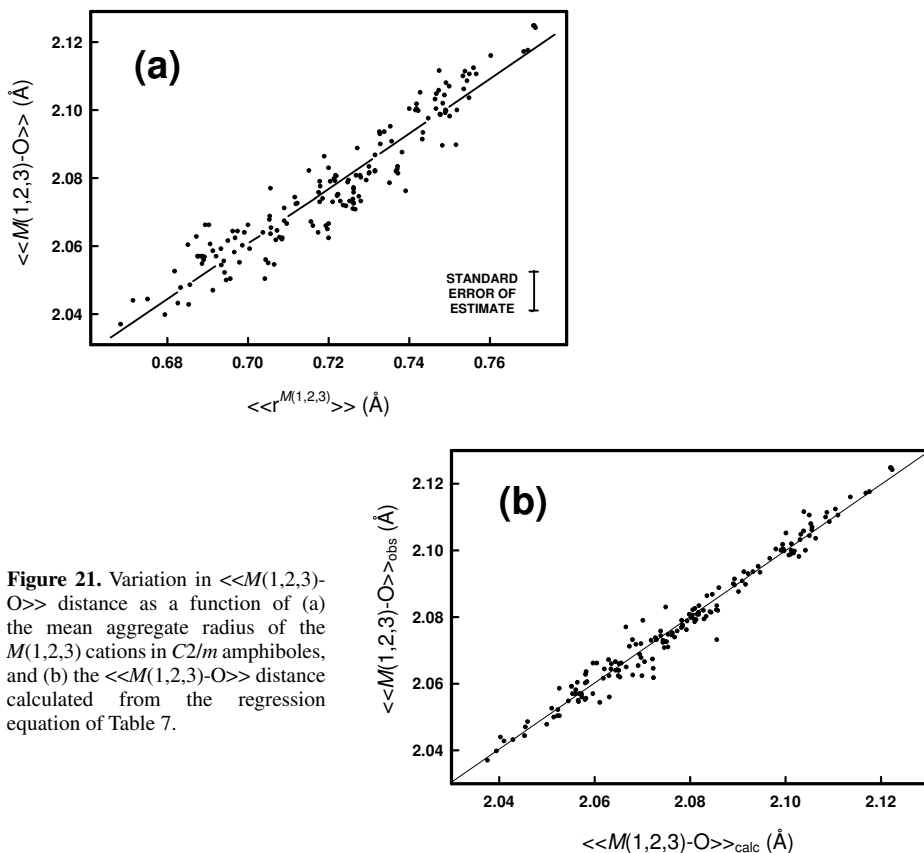 (a)
<<M(1,2,3)-O>> (Å)
2.12
2.10
2.08
2.06
2.04
STANDARD
ERROR OF
ESTIMATE
0.68 0.70 0.72 0.74 0.76
<<r^M(1,2,3)>> (Å)
(b)
<<M(1,2,3)-O>>obs (Å)
2.12
2.10
2.08
2.06
2.04
2.04 2.06 2.08 2.10 2.12
<<M(1,2,3)-O>>calc (Å)
Figure 21. Variation in <<M(1,2,3)-
O>> distance as a function of (a)
the mean aggregate radius of the
M(1,2,3) cations in C2/m amphiboles,
and (b) the <<M(1,2,3)-O>> distance
calculated from the regression
equation of Table 7.